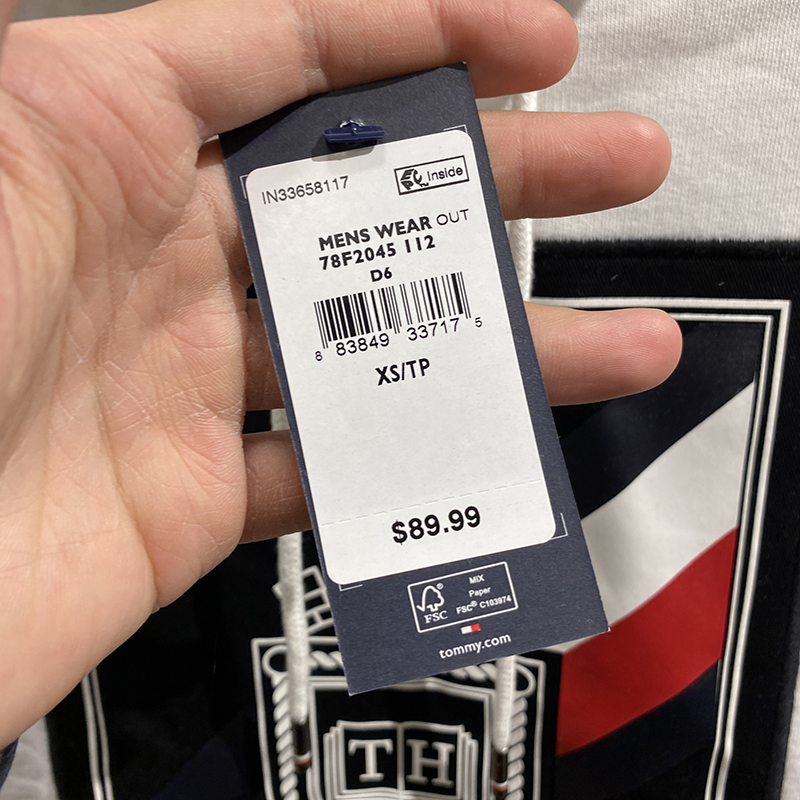 IN33658117
Inside
MENS WEAR OUT
78F2045 112
D6
8 83849 33717 5
XS/TP
$89.99
FSC
MIX
Paper
FSC® C103974
tommy.com
TH